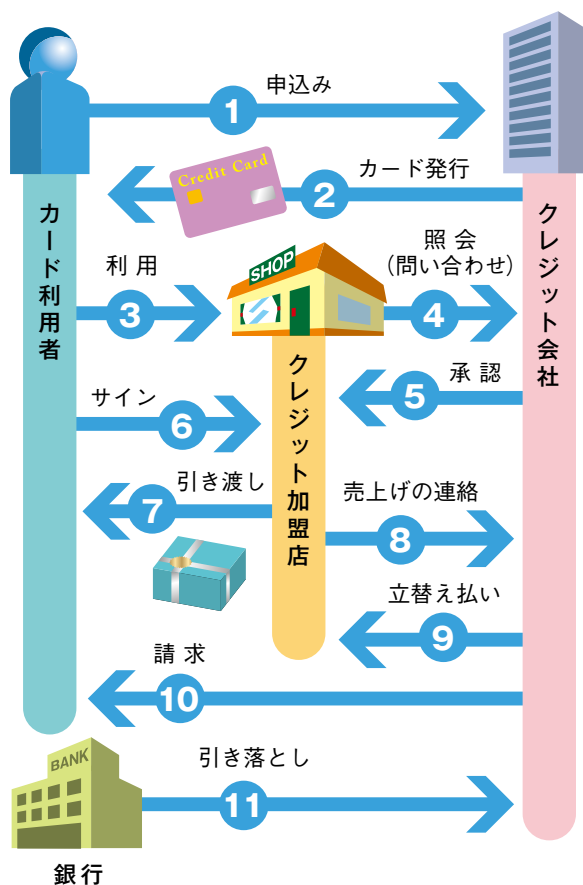 1
申込み
Credit Card
2
カード発行
カード利用者
クレジット会社
利用
3
SHOP
照会
(問い合わせ)
4
クレジット加盟店
5
承認
サイン
6
引き渡し
7
売上げの連絡
8
立替え払い
9
請求
10
BANK
引き落とし
11
銀行